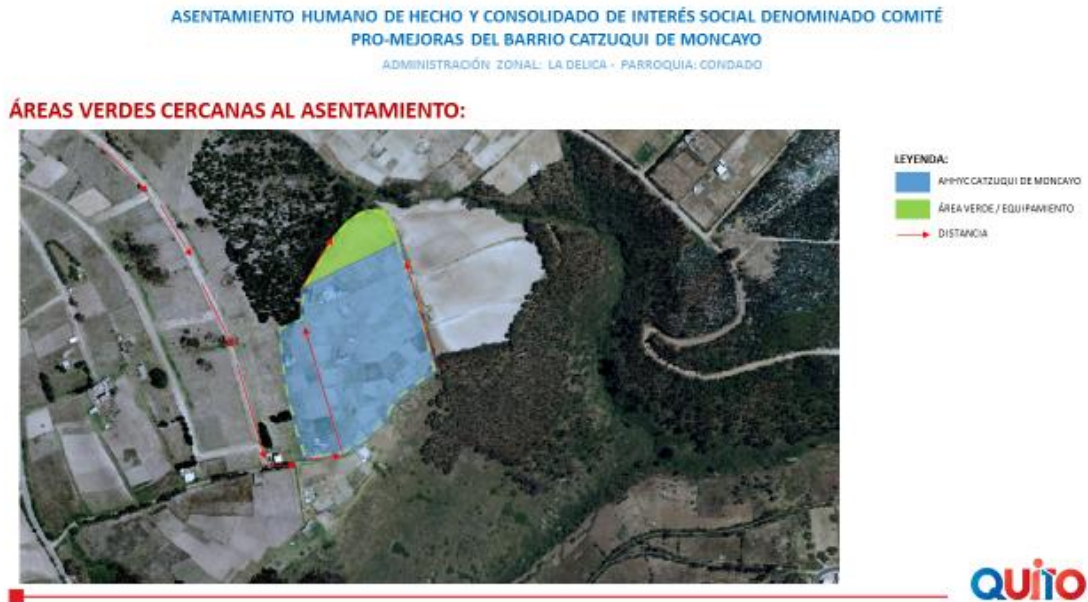 ASENTAMIENTO HUMANO DE HECHO Y CONSOLIDADO DE INTERÉS SOCIAL DENOMINADO COMITÉ
PRO-MEJORAS DEL BARRIO CATZUQUI DE MONCAYO
ADMINISTRACIÓN ZONAL: LA DELICA - PARROQUIA: CONDADO
ÁREAS VERDES CERCANAS AL ASENTAMIENTO:
LEYENDA:
AHHYC CATZUQUI DE MONCAYO
ÁREA VERDE / EQUIPAMIENTO
DISTANCIA
QUITO